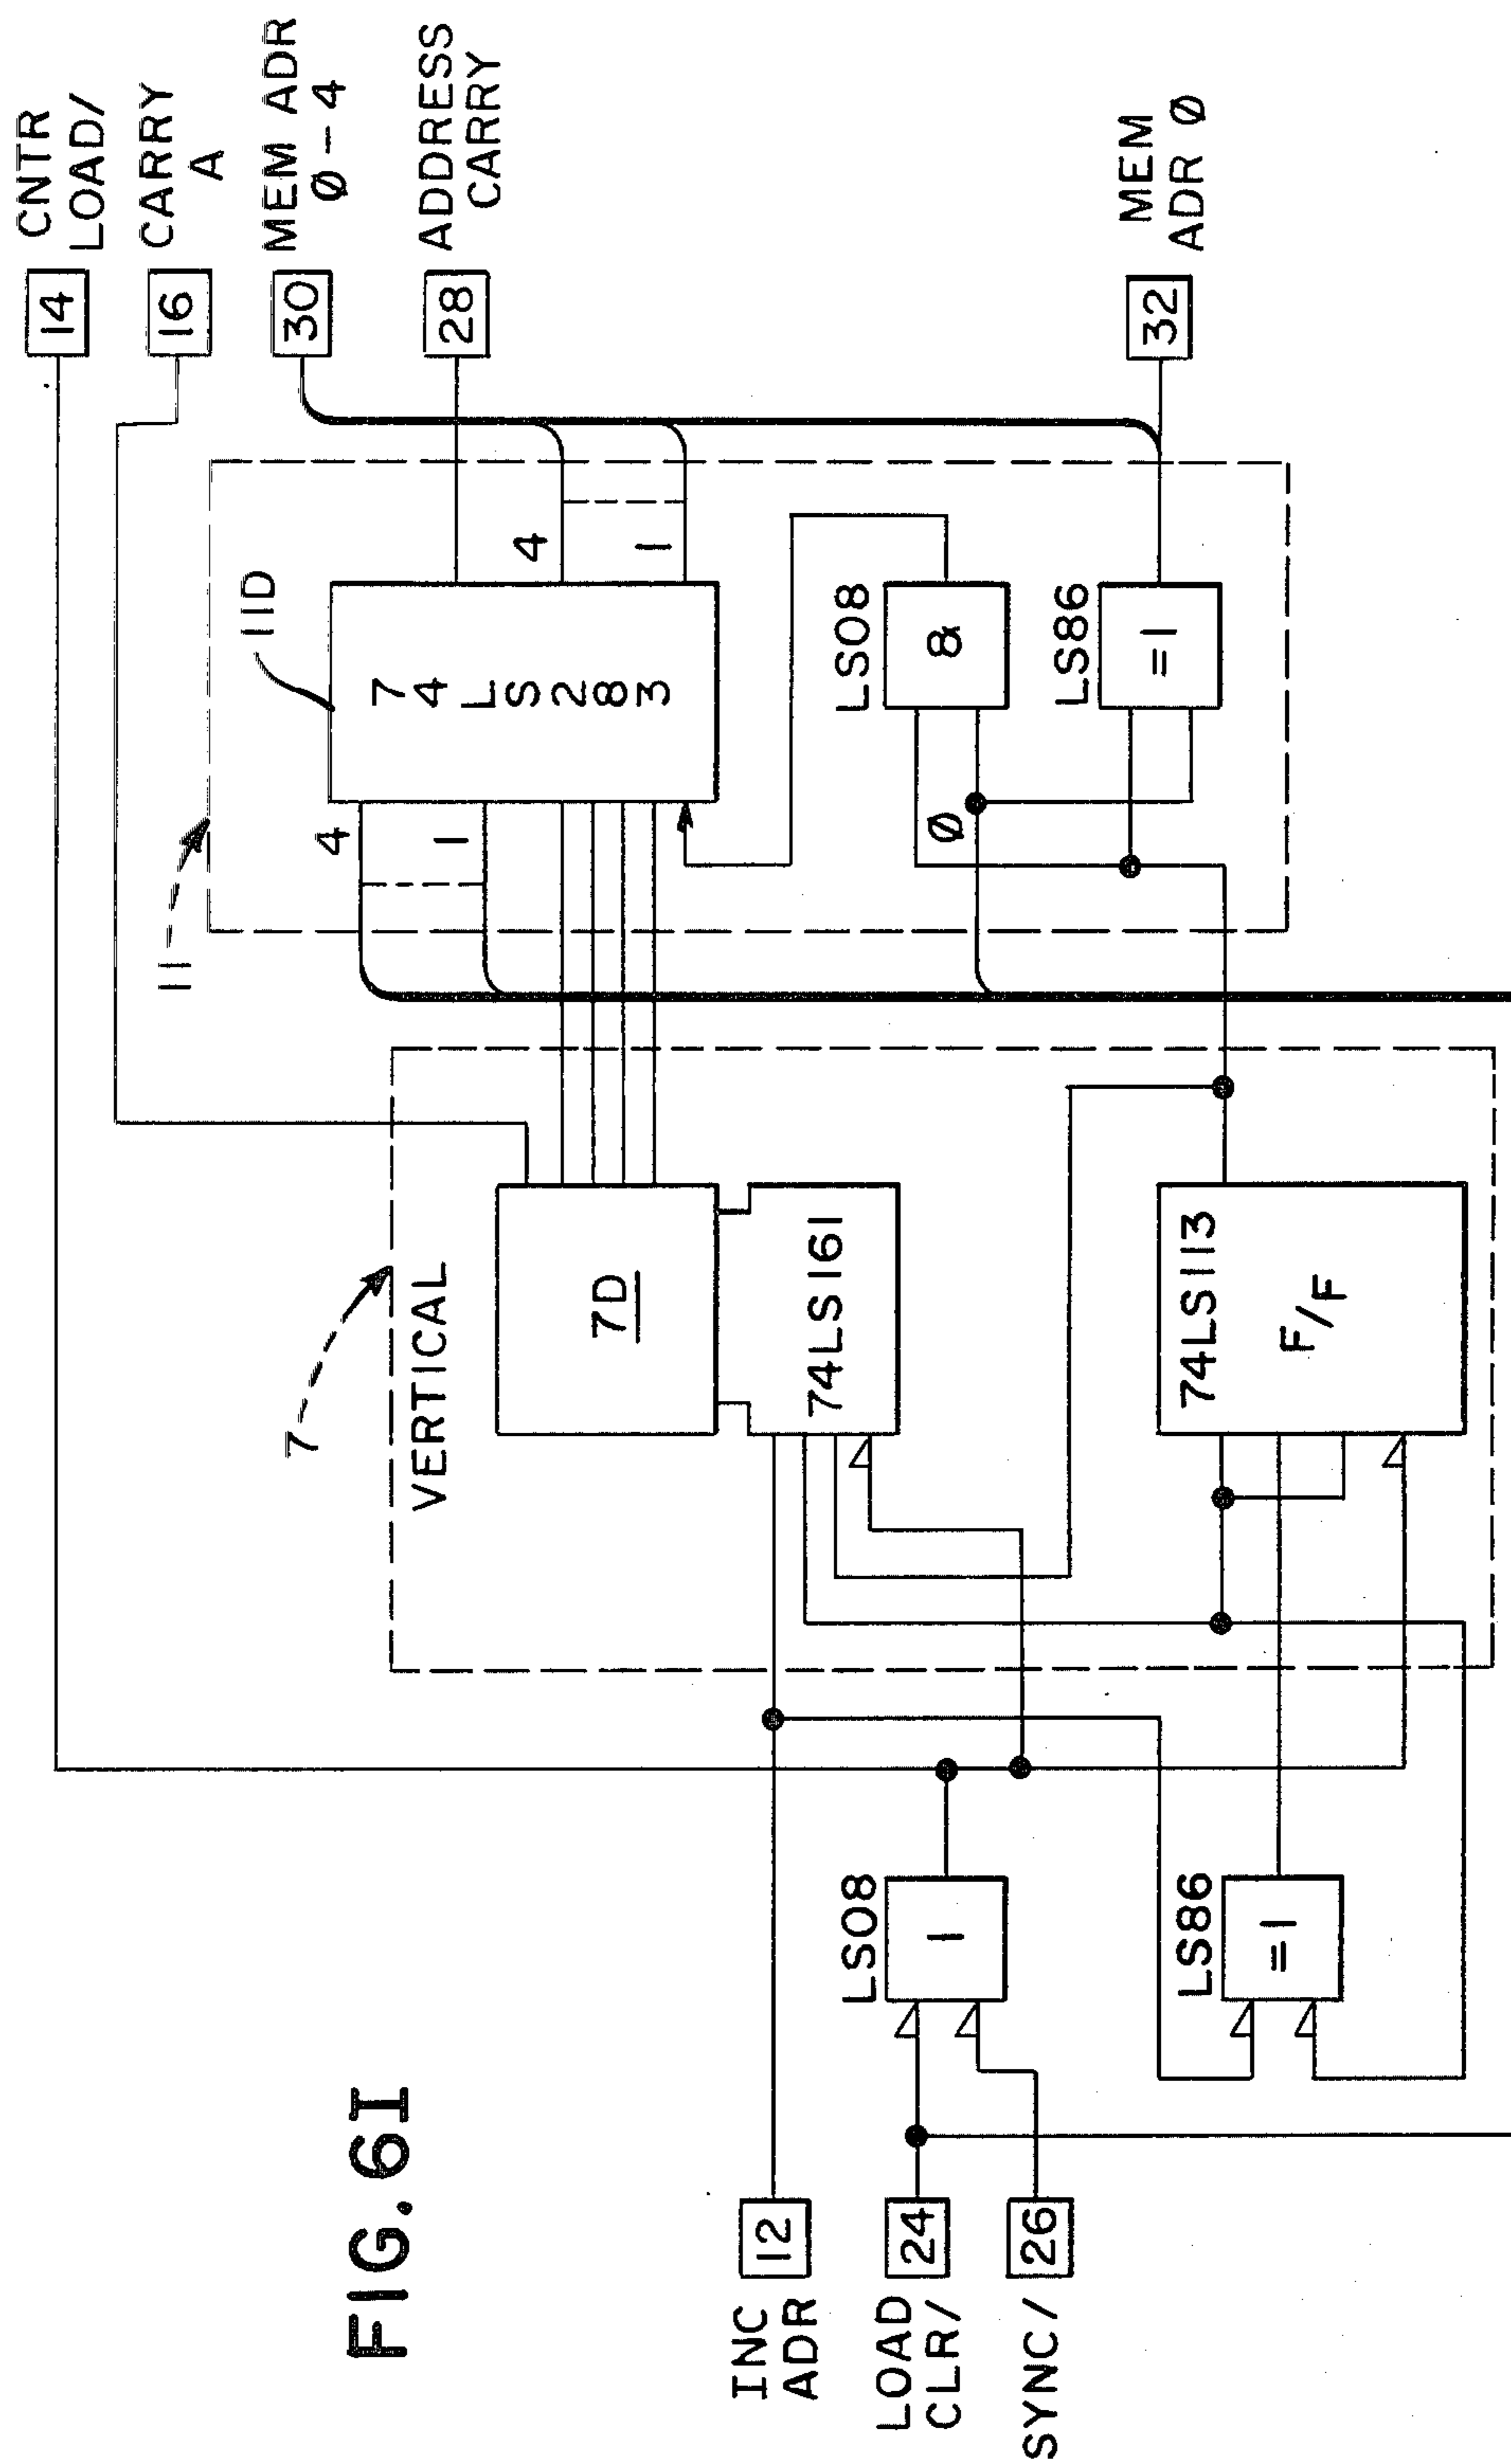 FIG. 6I
INC
ADR
12
LOAD
CLR/
24
SYNC/
26
LS08
1
LS86
=1
7
VERTICAL
7D
74LS161
74LS113
F/F
11
4
1
Ø
11D
74LS283
4
1
LS08
&
LS86
=1
14
CNTR
LOAD/
16
CARRY
A
30
MEM ADR
Ø-4
28
ADDRESS
CARRY
32
MEM
ADR Ø